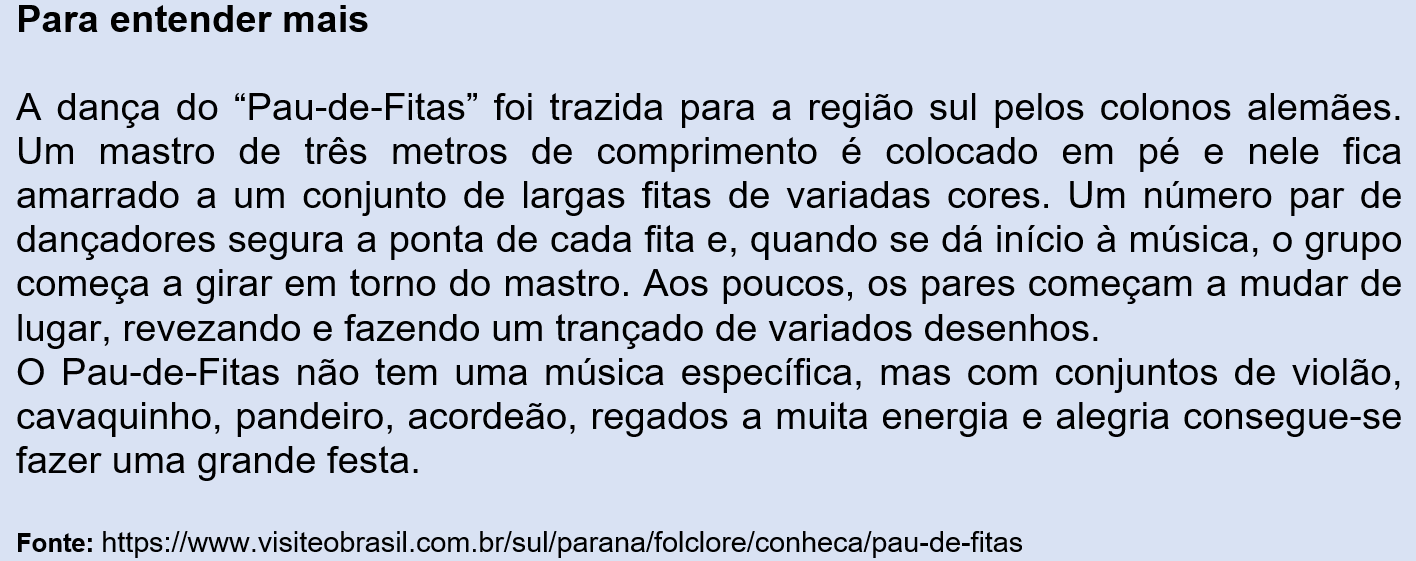 Para entender mais
A dança do “Pau-de-Fitas” foi trazida para a região sul pelos colonos alemães.
Um mastro de três metros de comprimento é colocado em pé e nele fica
amarrado a um conjunto de largas fitas de variadas cores. Um número par de
dançadores segura a ponta de cada fita e, quando se dá início à música, o grupo
começa a girar em torno do mastro. Aos poucos, os pares começam a mudar de
lugar, revezando e fazendo um trançado de variados desenhos.
O Pau-de-Fitas não tem uma música específica, mas com conjuntos de violão,
cavaquinho, pandeiro, acordeão, regados a muita energia e alegria consegue-se
fazer uma grande festa.
Fonte: https://www.visiteobrasil.com.br/sul/parana/folclore/conheca/pau-de-fitas